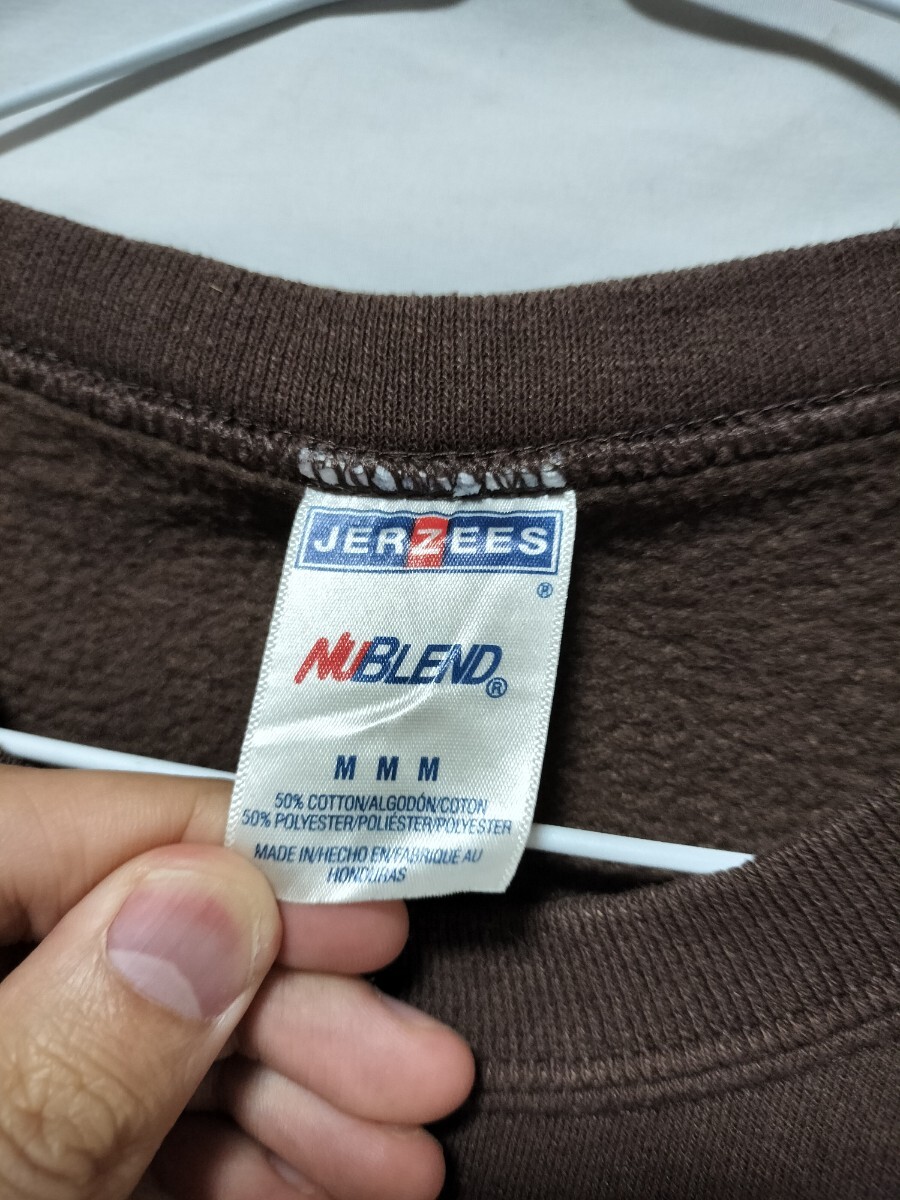 JERZEES
®
NUBLEND®
M M M
50% COTTON/ALGODÓN/COTON
50% POLYESTER/POLIÉSTER/POLYESTER
MADE IN/HECHO EN/FABRIQUE AU
HONDURAS